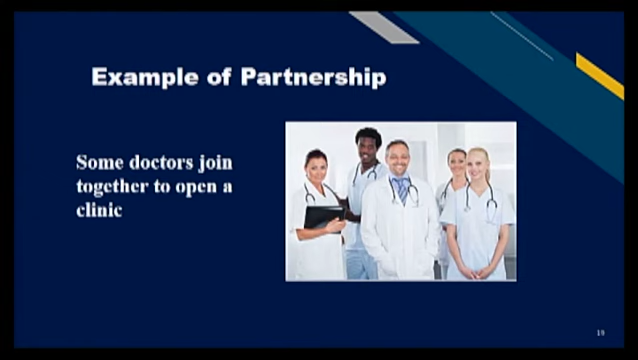 Example of Partnership
Some doctors join
together to open a
clinic
19